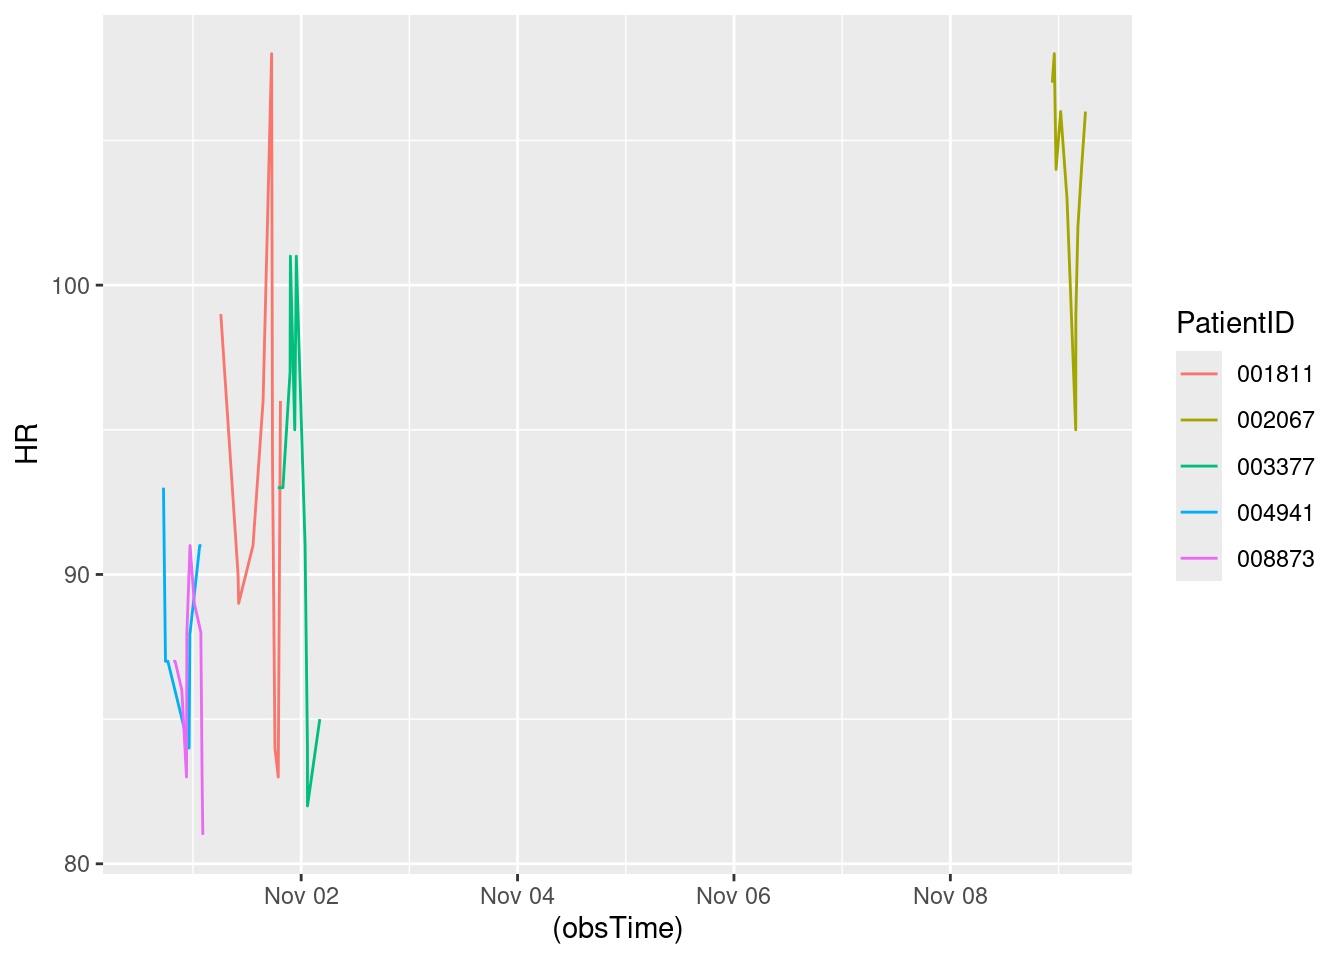 100
90
80
HR
Nov 02
Nov 04
Nov 06
Nov 08
(obsTime)
PatientID
001811
002067
003377
004941
008873